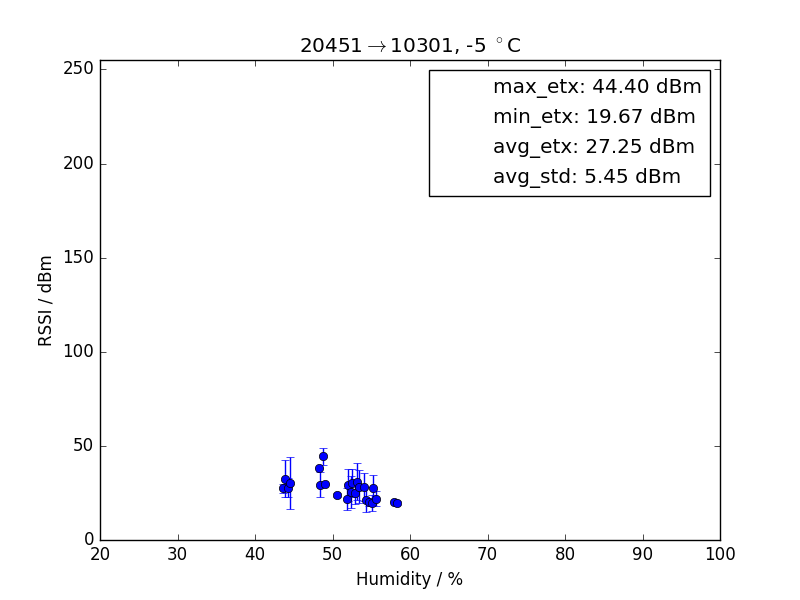 20451→10301, -5 °C
max_etx: 44.40 dBm
min_etx: 19.67 dBm
avg_etx: 27.25 dBm
avg_std: 5.45 dBm
RSSI / dBm
250
200
150
100
50
0
20 30 40 50 60 70 80 90 100
Humidity / %